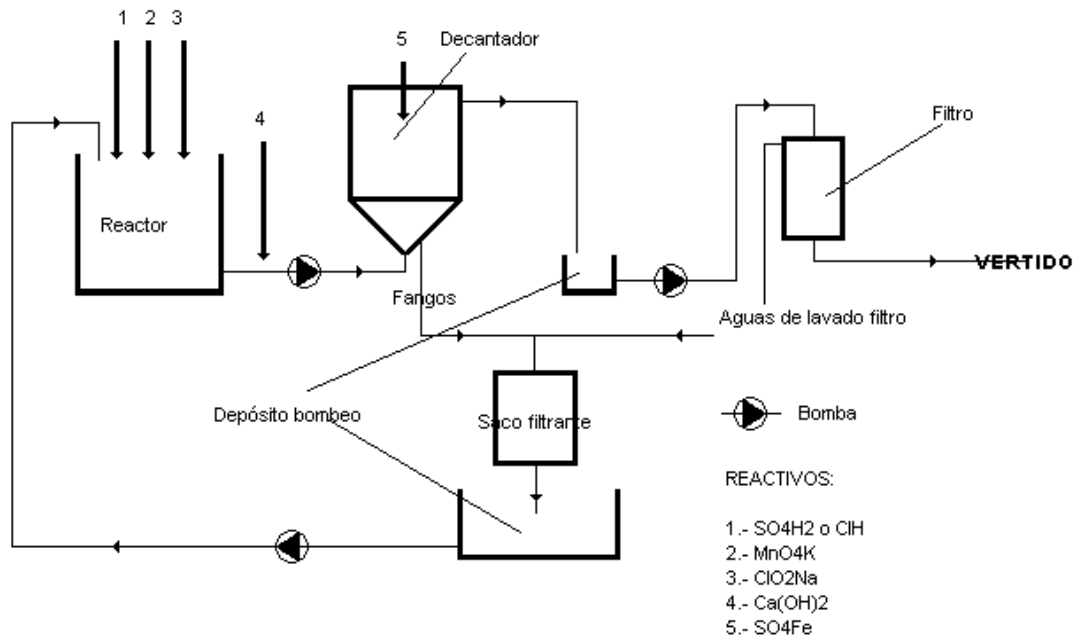 1 2 3
5 Decantador
4
Filtro
Reactor
VERTIDO
Fangos
Aguas de lavado filtro
Depósito bombeo
Saco filtrante
Bomba
REACTIVOS:
1.- SO4H2 o ClH
2.- MnO4K
3.- ClO2Na
4.- Ca(OH)2
5.- SO4Fe